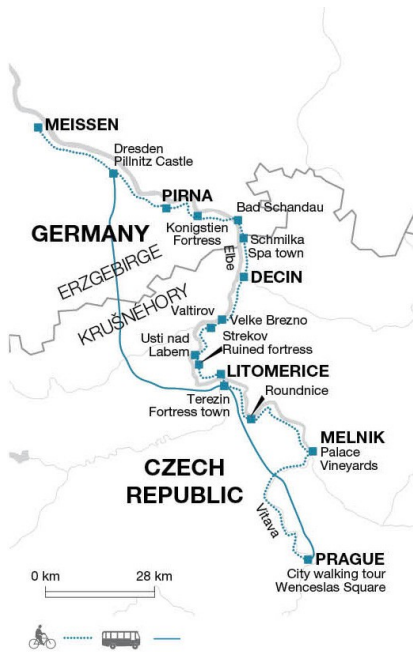 MEISSEN
Dresden
Pillnitz Castle
PIRNA
Bad Schandau
Konigstien
Fortress
GERMANY
Schmilka
Spa town
Elbe
ERZGEBIRGE
DECIN
KRUŠNÉHORY
Valtirov
Velke Brezno
Usti nad
Labem
Strekov
Ruined fortress
LITOMERICE
Terezin
Fortress town
Roundnice
MELNIK
Palace
Vineyards
CZECH
REPUBLIC
Vltava
PRAGUE
City walking tour
Wenceslas Square
0 km 28 km